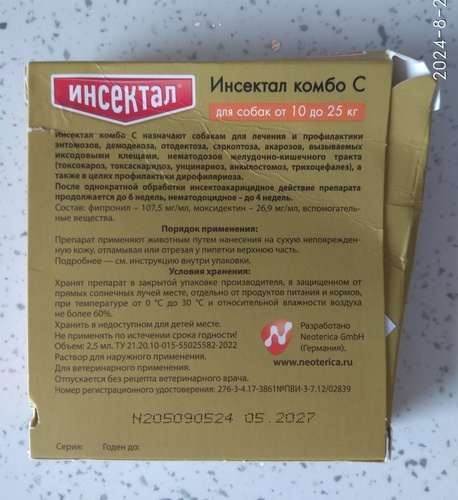 ИНСЕКТАЛ®
Инсектал комбо С
для собак от 10 до 25 кг
Инсектал комбо С назначают собакам для лечения и профилактики
энтомозов, демодекоза, отодектоза, саркоптоза, акарозов, вызываемых
иксодовыми клещами, нематодозов желудочно-кишечного тракта
(токсокароз, токсаскаридоз, унцинариоз, анкилостомоз, трихоцефалез), а
также в целях профилактики дирофиляриоза.
После однократной обработки инсектоакарицидное действие препарата
продолжается до 6 недель, нематодоцидное – до 4 недель.
Состав: фипронил – 107,5 мг/мл, моксидектин – 26,9 мг/мл, вспомогатель-
ные вещества.
Порядок применения:
Препарат применяют животным путем нанесения на сухую неповрежден-
ную кожу, отламывая или отрезая у пипетки верхнюю часть.
Подробнее — см. инструкцию внутри упаковки.
Условия хранения:
Хранят препарат в закрытой упаковке производителя, в защищенном от
прямых солнечных лучей месте, отдельно от продуктов питания и кормов,
при температуре от 0 °С до 30 °С и относительной влажности воздуха
не более 60%.
Хранить в недоступном для детей месте.
Не применять по истечении срока годности!
Объем: 2,5 мл. ТУ 21.20.10-015-55025582-2022
Раствор для наружного применения.
Для ветеринарного применения.
Отпускается без рецепта ветеринарного врача.
Номер регистрационного удостоверения: 276-3-4.17-3861№ПВИ-3-7.12/02839
Разработано
Neoterica GmbH
(Германия).
www.neoterica.ru
N205090524 05.2027
Серия: Годен до:
2024-8-2